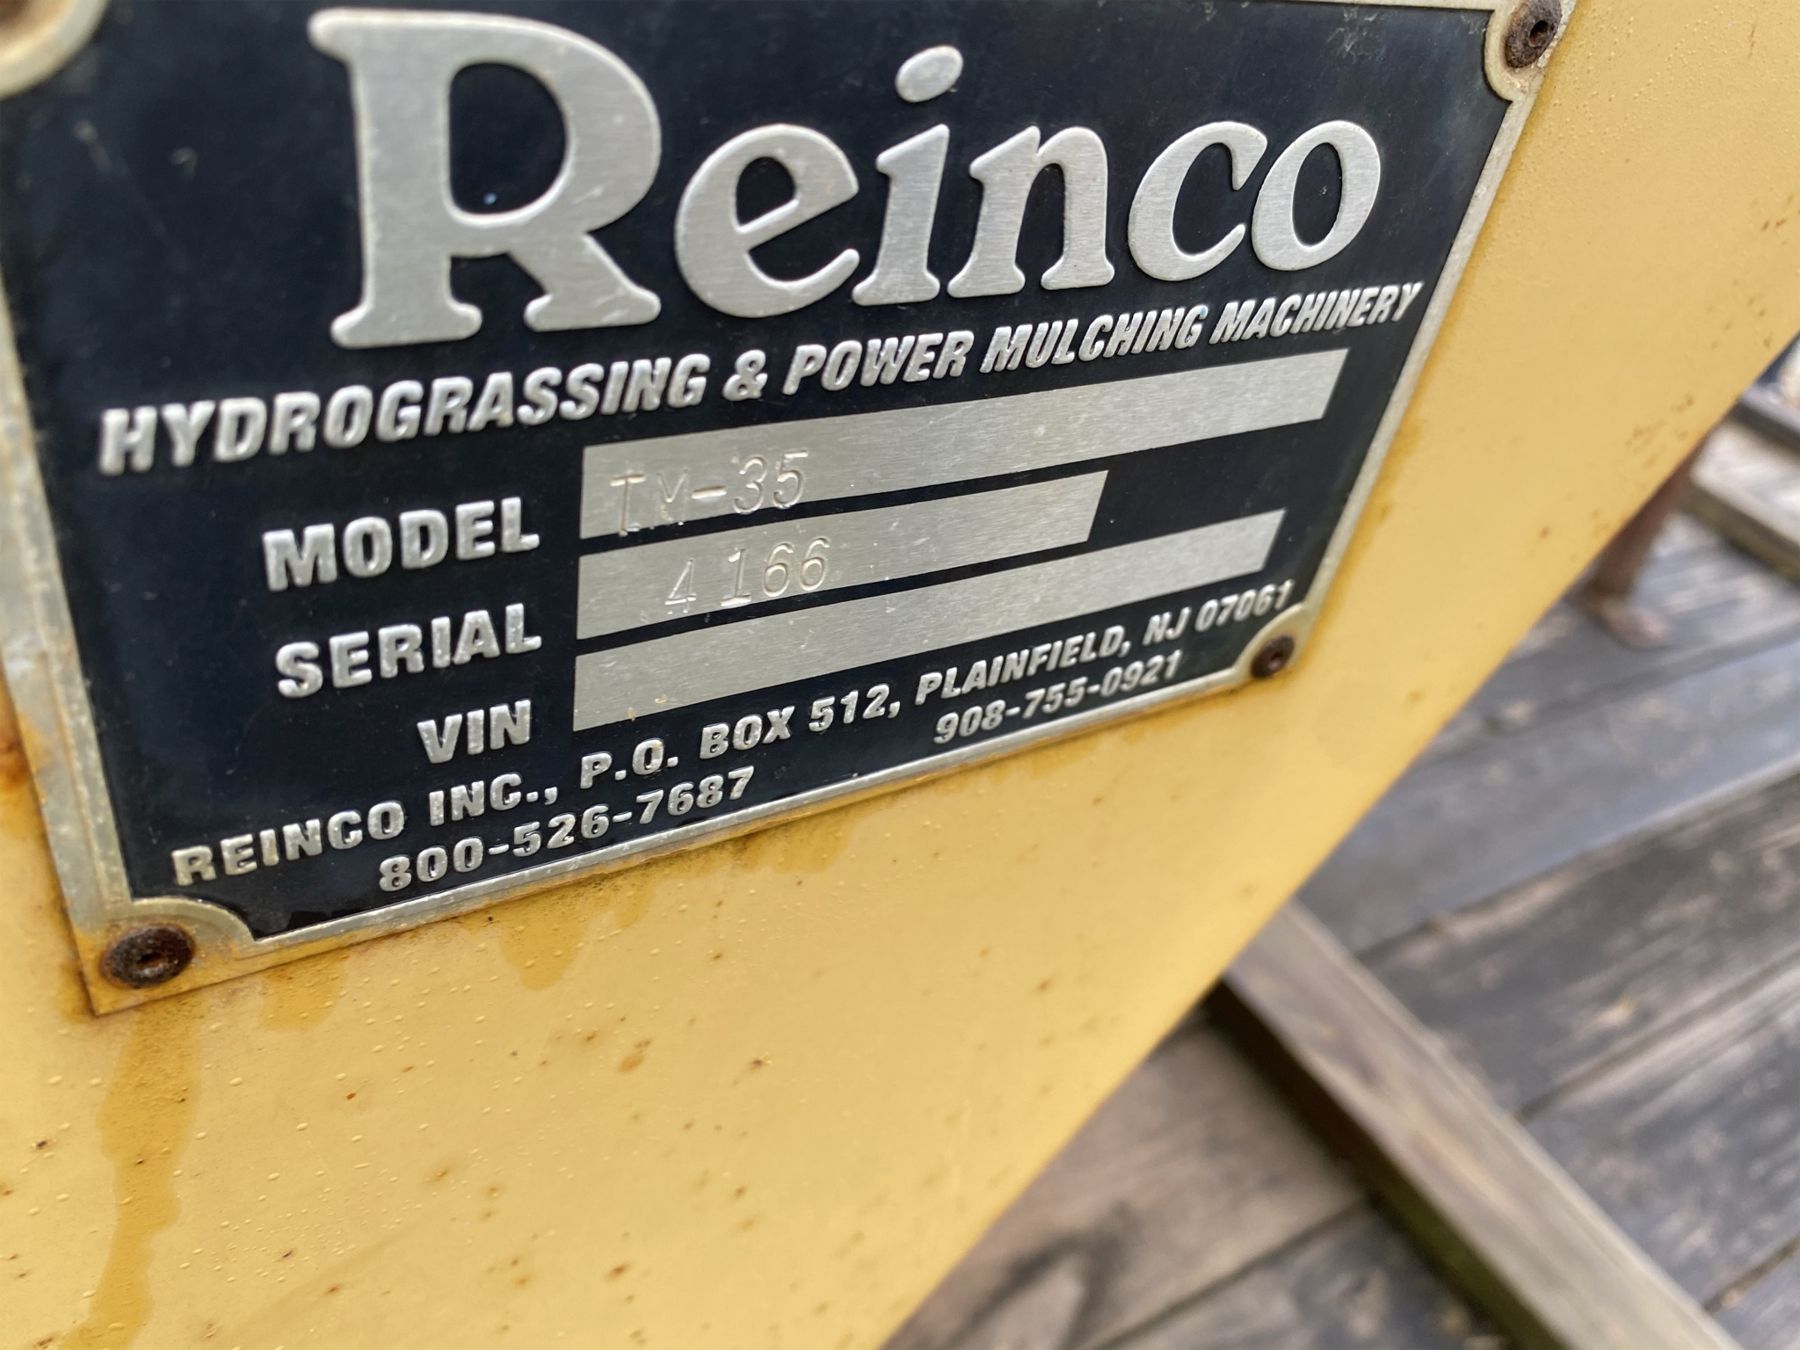 Reinco
HYDROGRASSING & POWER MULCHING MACHINERY
MODEL TM-35
SERIAL 4166
VIN
REINCO INC., P.O. BOX 512, PLAINFIELD, NJ 07061
800-526-7687 908-755-0921